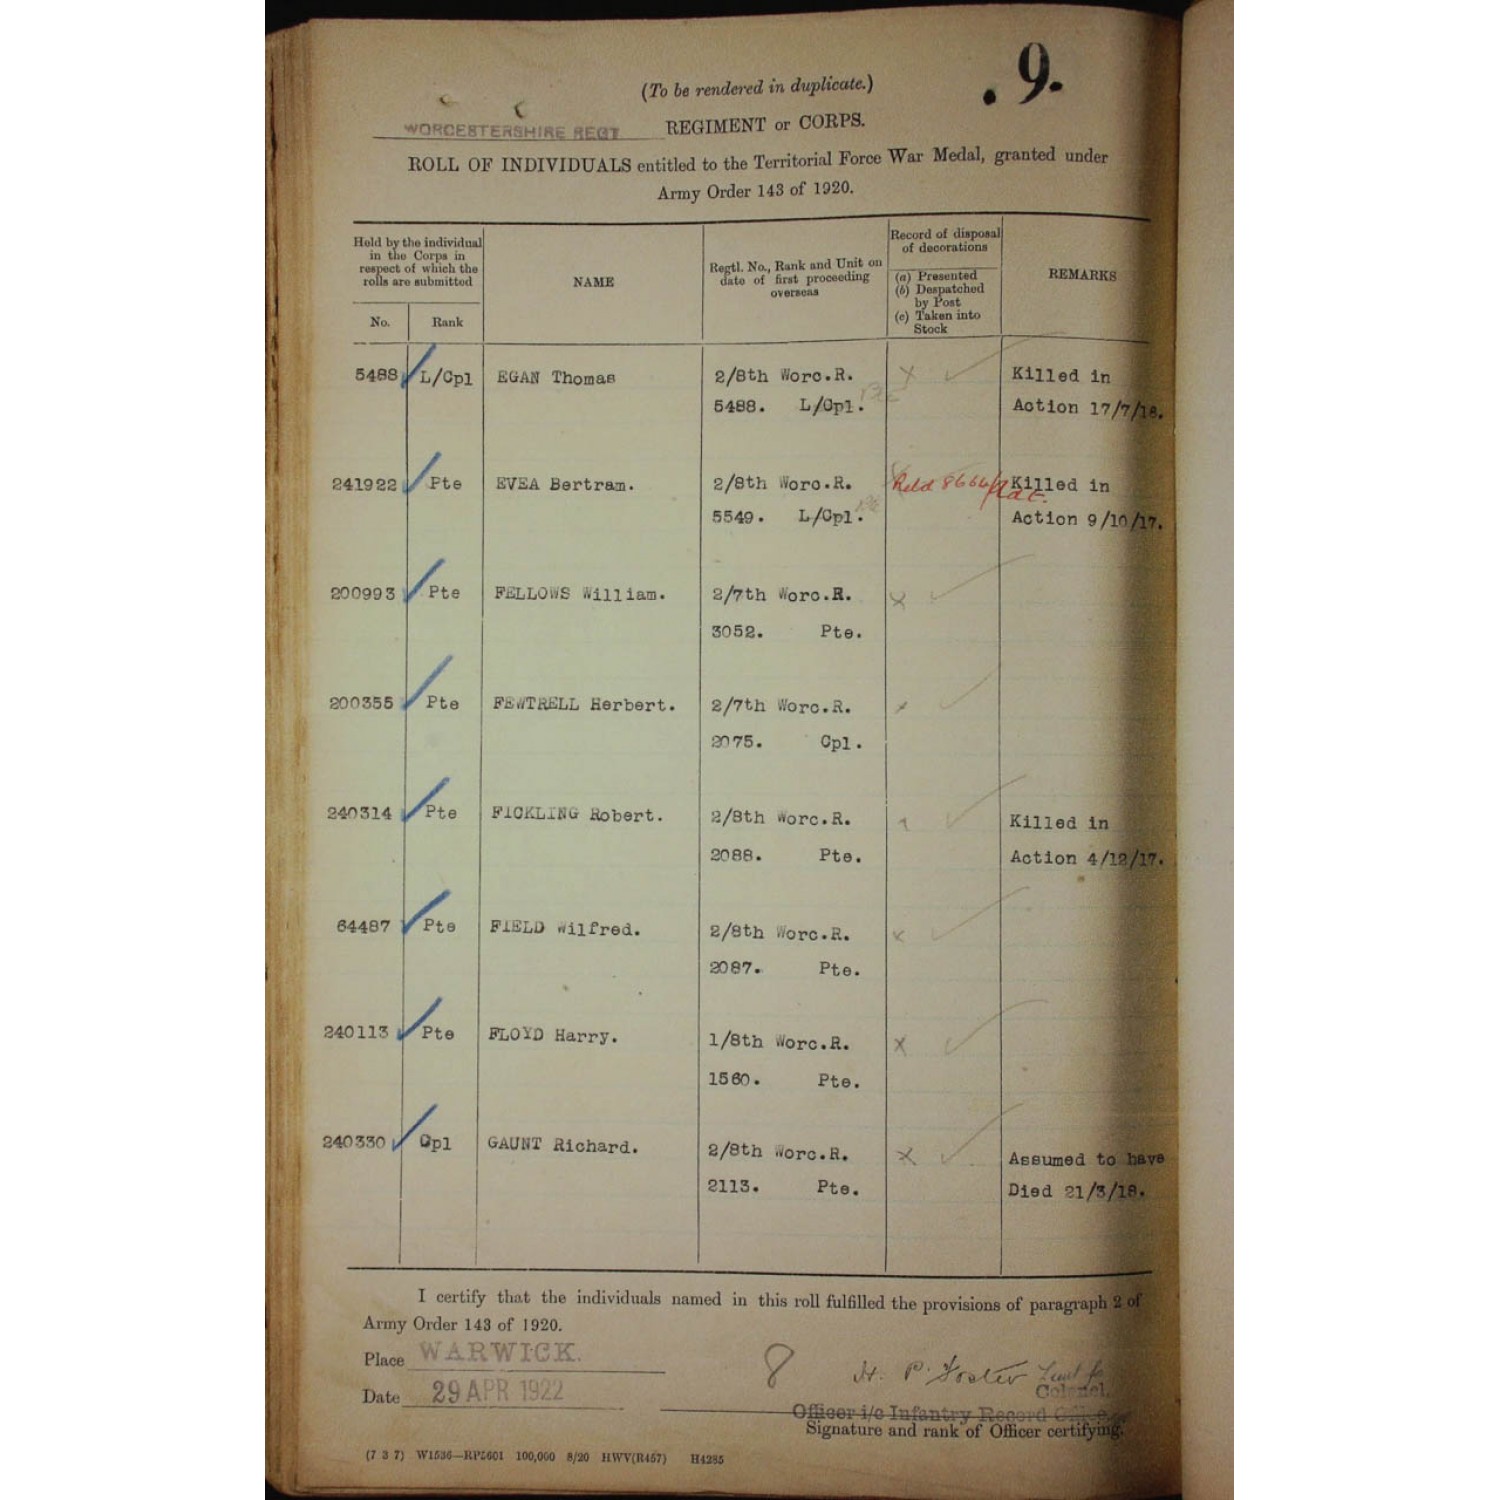 . 9.
(To be rendered in duplicate.)
WORCESTERSHIRE REGT REGIMENT or CORPS.
ROLL OF INDIVIDUALS entitled to the Territorial Force War Medal, granted under
Army Order 143 of 1920.
Held by the individual
in the Corps in
respect of which the
rolls are submitted
No. Rank
NAME
Regtl. No., Rank and Unit on
date of first proceeding
overseas
Record of disposal
of decorations
(a) Presented
(b) Despatched
by Post
(c) Taken into
Stock
REMARKS
5488 L/Cpl EGAN Thomas 2/8th Worc.R. X Killed in
5488. L/Cpl. Action 17/7/18.
241922 Pte EVEA Bertram. 2/8th Worc.R. Killed in
5549. L/Cpl. Action 9/10/17.
200993 Pte FELLOWS William. 2/7th Worc.R. X
3052. Pte.
200355 Pte FEWTRELL Herbert. 2/7th Worc.R. x
2075. Cpl.
240314 Pte FICKLING Robert. 2/8th Worc.R. Killed in
2088. Pte. Action 4/12/17.
64487 Pte FIELD Wilfred. 2/8th Worc.R. x
2087. Pte.
240113 Pte FLOYD Harry. 1/8th Worc.R. X
1560. Pte.
240330 Cpl GAUNT Richard. 2/8th Worc.R. X Assumed to have
2113. Pte. Died 21/3/18.
I certify that the individuals named in this roll fulfilled the provisions of paragraph 2 of
Army Order 143 of 1920.
Place WARWICK.
8 H. P. Foster Lieut for
Colonel.
Date 29 APR 1922
Officer i/c Infantry Record Office
Signature and rank of Officer certifying.
(7 3 7) W1536—RP5601 100,000 8/20 HWV(R457) H4285